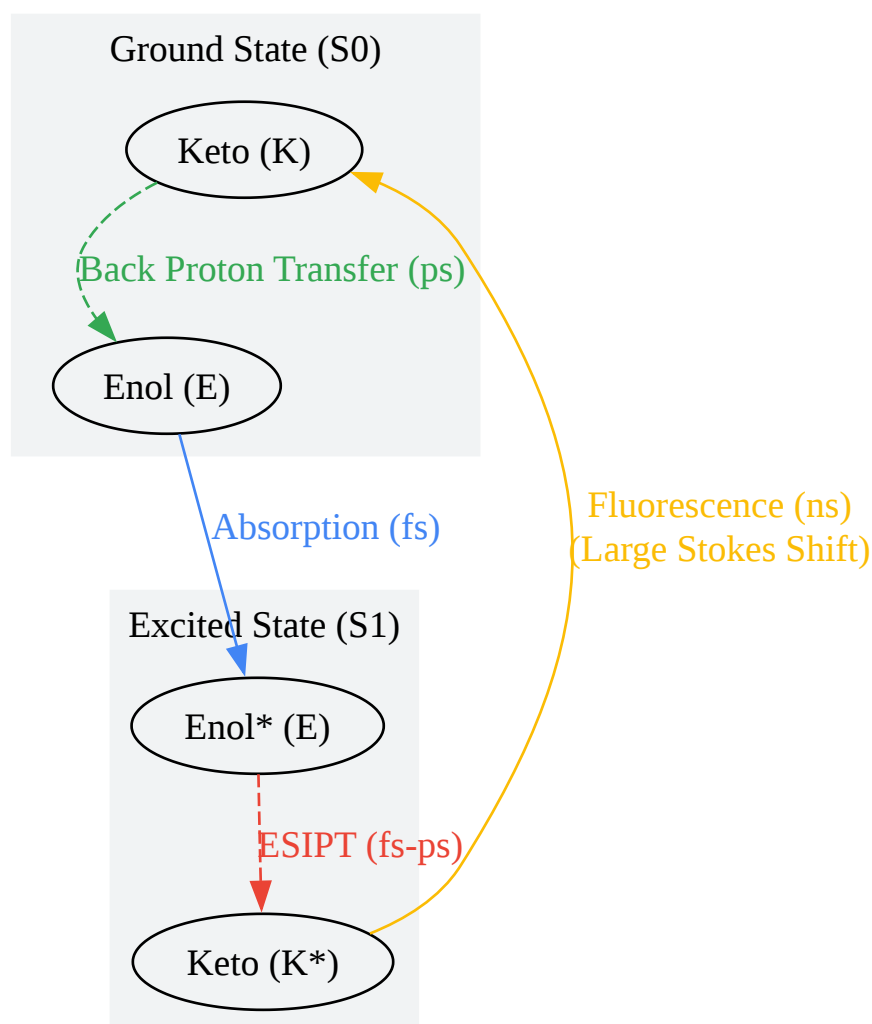 Ground State (S0)
Keto (K)
Back Proton Transfer (ps)
Enol (E)
Absorption (fs)
Fluorescence (ns)
(Large Stokes Shift)
Excited State (S1)
Enol* (E)
ESIPT (fs-ps)
Keto (K*)